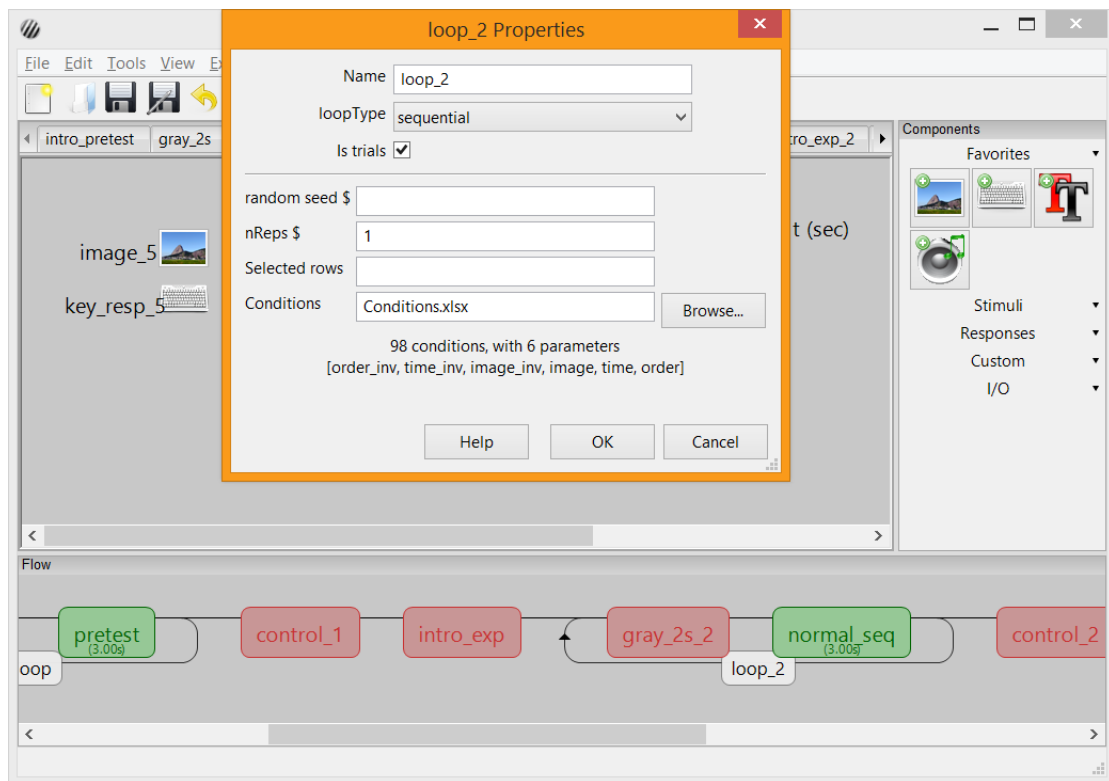 loop_2 Properties
File Edit Tools View Ex
Name loop_2
loopType sequential
Is trials
random seed $
nReps $ 1
Selected rows
Conditions Conditions.xlsx Browse...
98 conditions, with 6 parameters
[order_inv, time_inv, image_inv, image, time, order]
Help OK Cancel
intro_pretest gray_2s tro_exp_2
image_5
key_resp_5
t (sec)
Components
Favorites
Stimuli
Responses
Custom
I/O
Flow
pretest
(3.00s)
control_1
intro_exp
gray_2s_2
normal_seq
(3.00s)
control_2
oop
loop_2